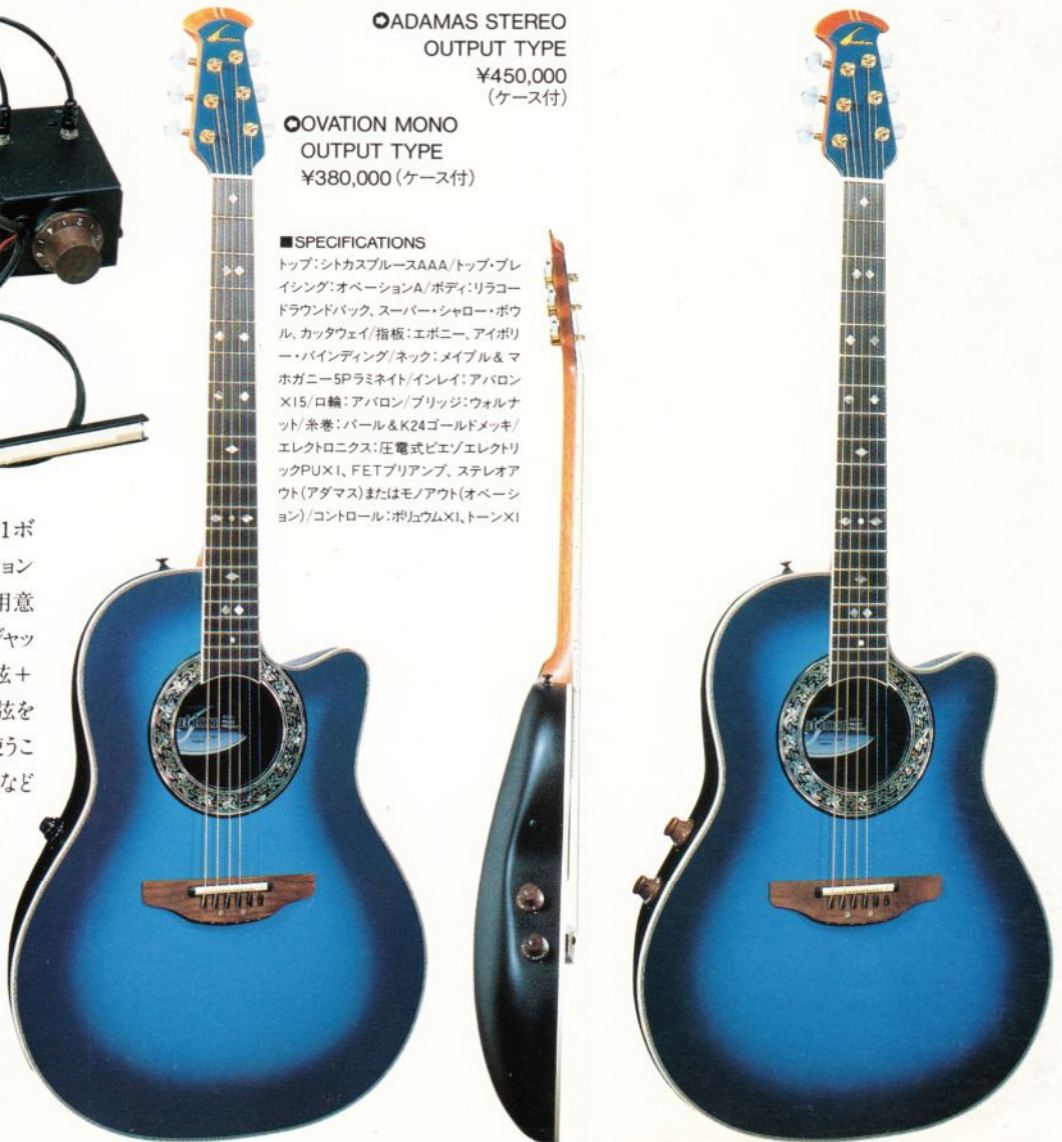 ADAMAS STEREO
OUTPUT TYPE
¥450,000
(ケース付)
OVATION MONO
OUTPUT TYPE
¥380,000(ケース付)
■SPECIFICATIONS
トップ:シトカスプルースAAA/トップ・ブレ
イシング:オベーションA/ボディ:リラコー
ドラウンドバック、スーパー・シャロー・ボウ
ル、カッタウェイ/指板:エボニー、アイボリ
ー・バインディング/ネック:メイプル&マ
ホガニー5Pラミネイト/インレイ:アバロン
×15/口輪:アバロン/ブリッジ:ウォルナ
ット/糸巻:パール&K24ゴールドメッキ/
エレクトロニクス:圧電式ピエゾエレクトリ
ックPU×1、FETプリアンプ、ステレオア
ウト(アダマス)またはモノアウト(オベーシ
ョン)/コントロール:ボリュウム×1、トーン×1
1ボ
ョン
用意
ジャッ
弦+
弦を
使うこ
など
Ovation
Ovation